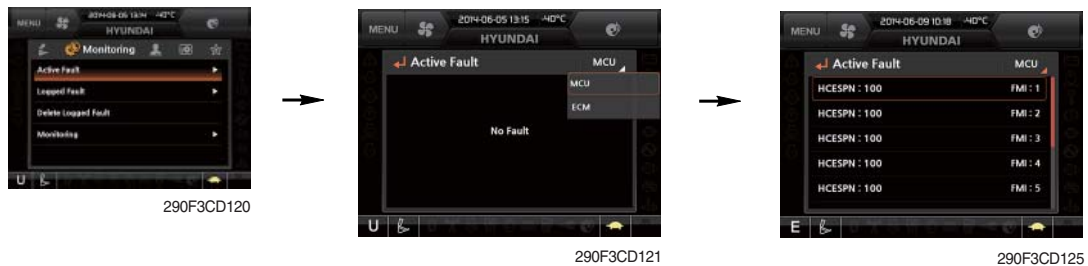 MENU 2014-06-05 13:14 -40°C
HYUNDAI
Monitoring
Active Fault
Logged Fault
Delete Logged Fault
Monitoring
U
290F3CD120
MENU 2014-06-05 13:15 -40°C
HYUNDAI
Active Fault MCU
MCU
ECM
No Fault
U
290F3CD121
MENU 2014-06-09 10:18 -40°C
HYUNDAI
Active Fault MCU
HCESPN : 100 FMI : 1
HCESPN : 100 FMI : 2
HCESPN : 100 FMI : 3
HCESPN : 100 FMI : 4
HCESPN : 100 FMI : 5
E
290F3CD125